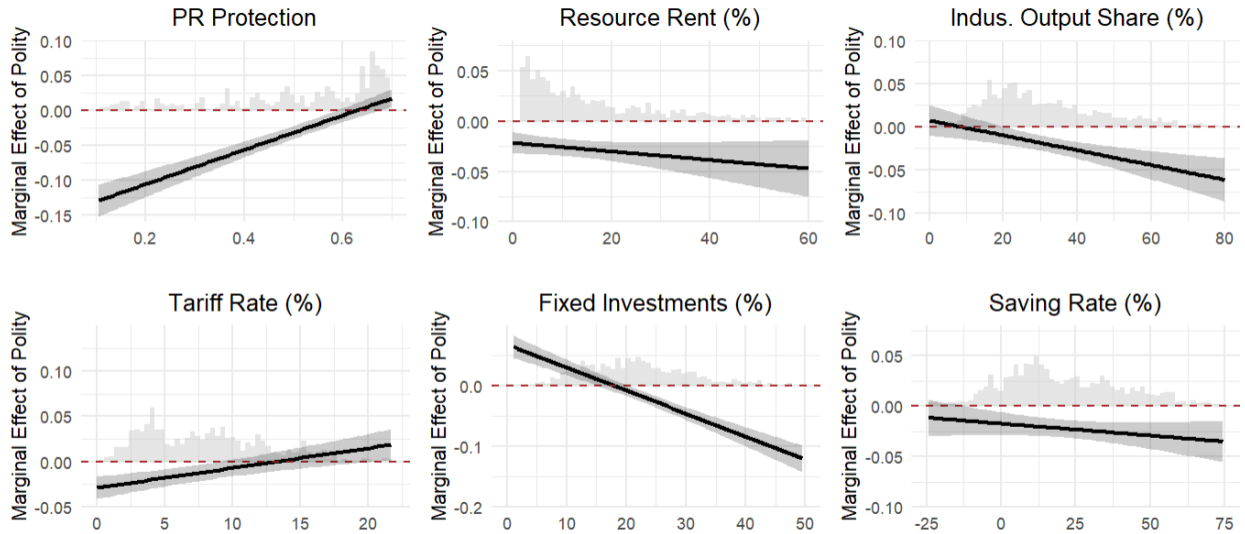 PR Protection
Marginal Effect of Polity
0.10
0.05
0.00
-0.05
-0.10
-0.15
0.2 0.4 0.6
Resource Rent (%)
Marginal Effect of Polity
0.05
0.00
-0.05
-0.10
0 20 40 60
Indus. Output Share (%)
Marginal Effect of Polity
0.10
0.05
0.00
-0.05
-0.10
0 20 40 60 80
Tariff Rate (%)
Marginal Effect of Polity
0.10
0.05
0.00
-0.05
0 5 10 15 20
Fixed Investments (%)
Marginal Effect of Polity
0.0
-0.1
-0.2
0 10 20 30 40 50
Saving Rate (%)
Marginal Effect of Polity
0.05
0.00
-0.05
-0.10
-25 0 25 50 75